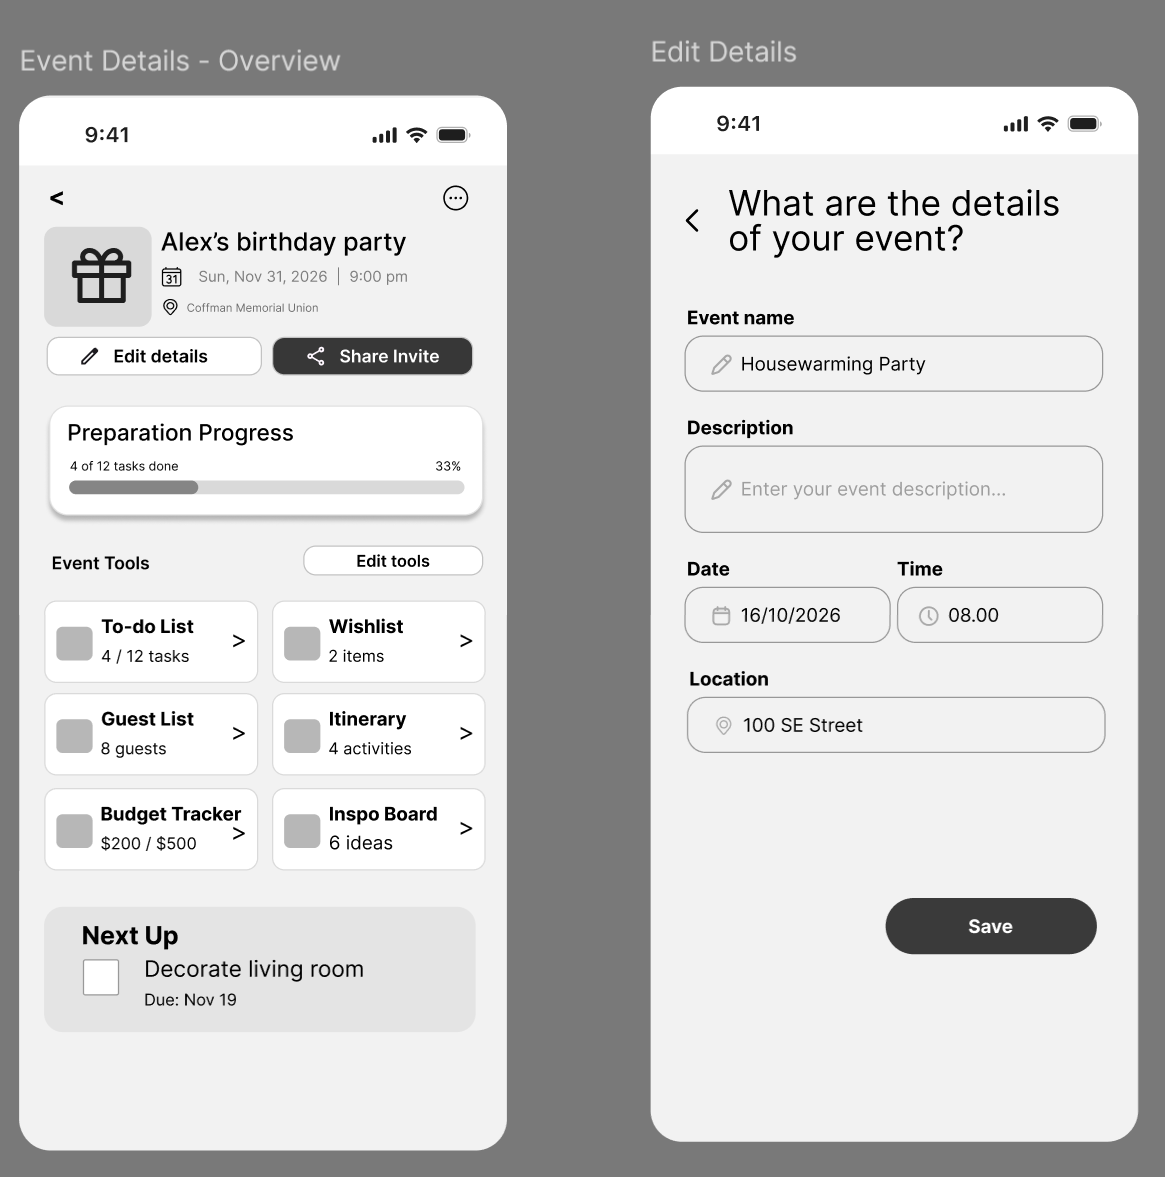 Event Details - Overview
9:41
<
Alex’s birthday party
31
Sun, Nov 31, 2026 | 9:00 pm
Coffman Memorial Union
Edit details
Share Invite
Preparation Progress
4 of 12 tasks done
33%
Event Tools
Edit tools
To-do List
4 / 12 tasks
>
Wishlist
2 items
>
Guest List
8 guests
>
Itinerary
4 activities
>
Budget Tracker
$200 / $500
>
Inspo Board
6 ideas
>
Next Up
Decorate living room
Due: Nov 19
Edit Details
9:41
What are the details
of your event?
Event name
Housewarming Party
Description
Enter your event description...
Date
Time
16/10/2026
08.00
Location
100 SE Street
Save